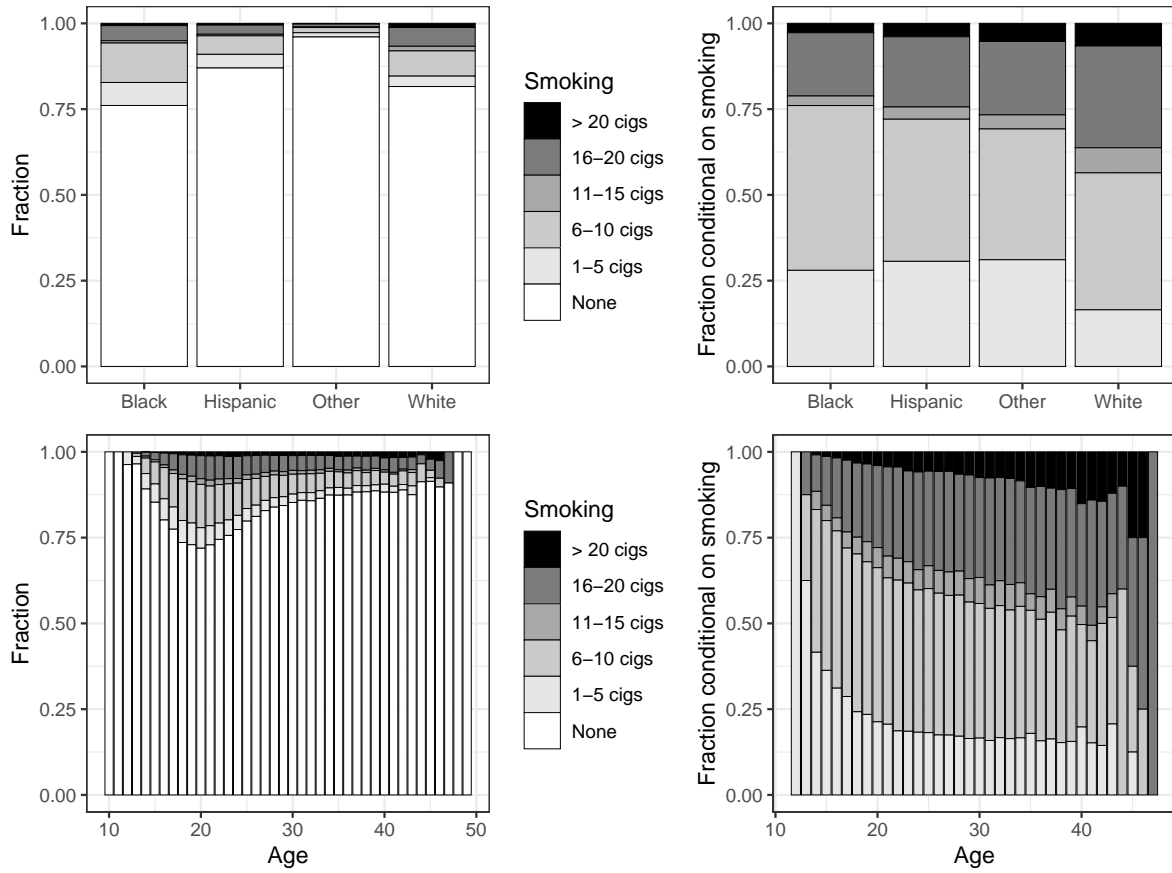 Fraction
1.00
0.75
0.50
0.25
0.00
Black Hispanic Other White
Smoking
> 20 cigs
16−20 cigs
11−15 cigs
6−10 cigs
1−5 cigs
None
Fraction conditional on smoking
1.00
0.75
0.50
0.25
0.00
Black Hispanic Other White
Fraction
1.00
0.75
0.50
0.25
0.00
10 20 30 40 50
Age
Smoking
> 20 cigs
16−20 cigs
11−15 cigs
6−10 cigs
1−5 cigs
None
Fraction conditional on smoking
1.00
0.75
0.50
0.25
0.00
10 20 30 40
Age